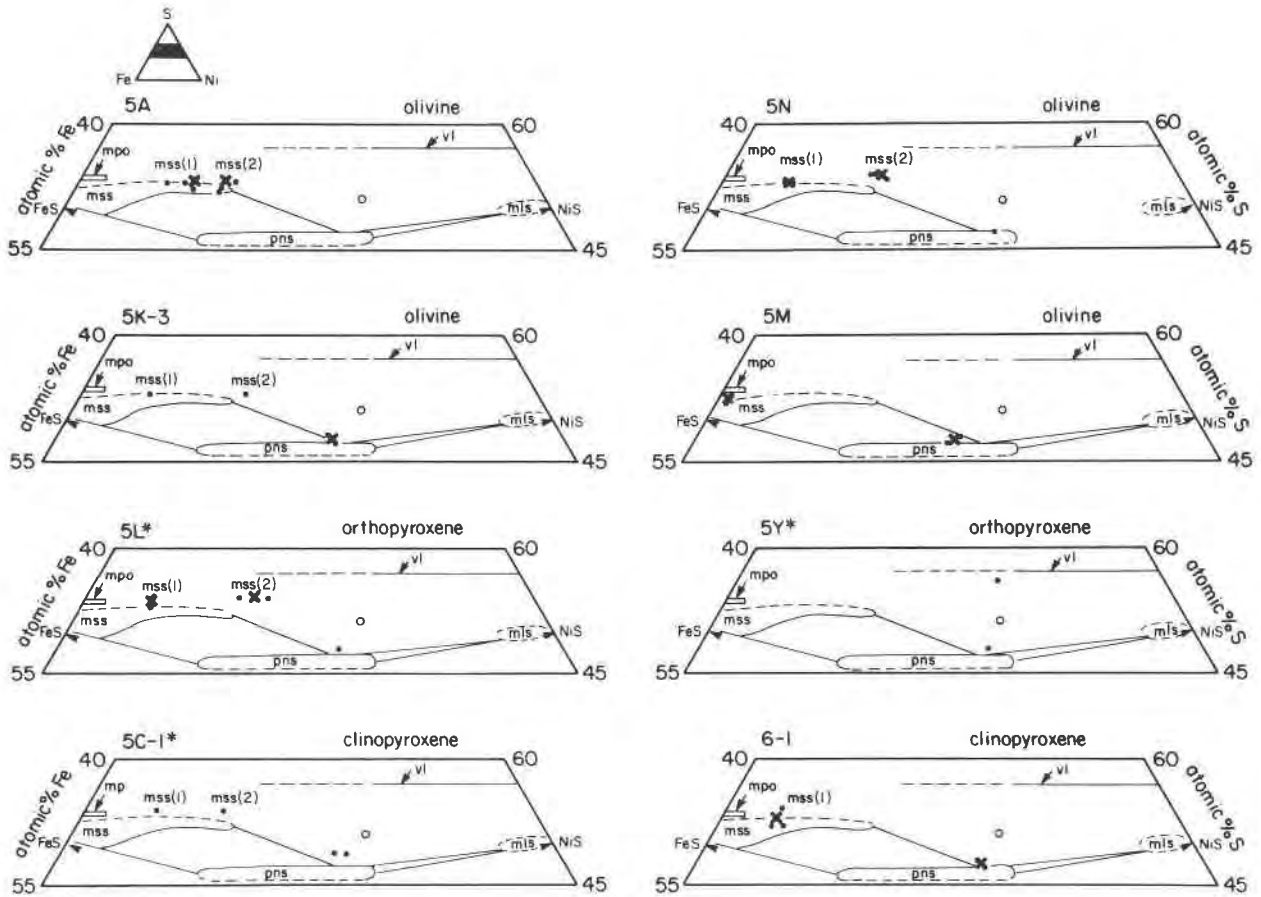 S
Fe Ni
5A olivine
40 60
atomic % Fe
vl
mpo mss(1) mss(2)
mss
FeS mls NiS
pns
55 45
5N olivine
60
vl
mpo mss(1) mss(2)
mss
FeS mls NiS
atomic % S
pns
55 45
5K-3 olivine
40 60
atomic % Fe
vl
mpo mss(1) mss(2)
mss
FeS mls NiS
pns
55 45
5M olivine
40 60
vl
mpo
mss
FeS mls NiS
atomic % S
pns
55 45
5L* orthopyroxene
40 60
atomic % Fe
vl
mpo mss(1) mss(2)
mss
FeS mls NiS
pns
55 45
5Y* orthopyroxene
40 60
vl
mpo
mss
FeS mls NiS
atomic % S
pns
55 45
5C-1* clinopyroxene
40 60
atomic % Fe
vl
mp mss(1) mss(2)
mss
FeS mls NiS
pns
55 45
6-1 clinopyroxene
40 60
vl
mpo mss(1)
mss
FeS mls NiS
atomic % S
pns
55 45